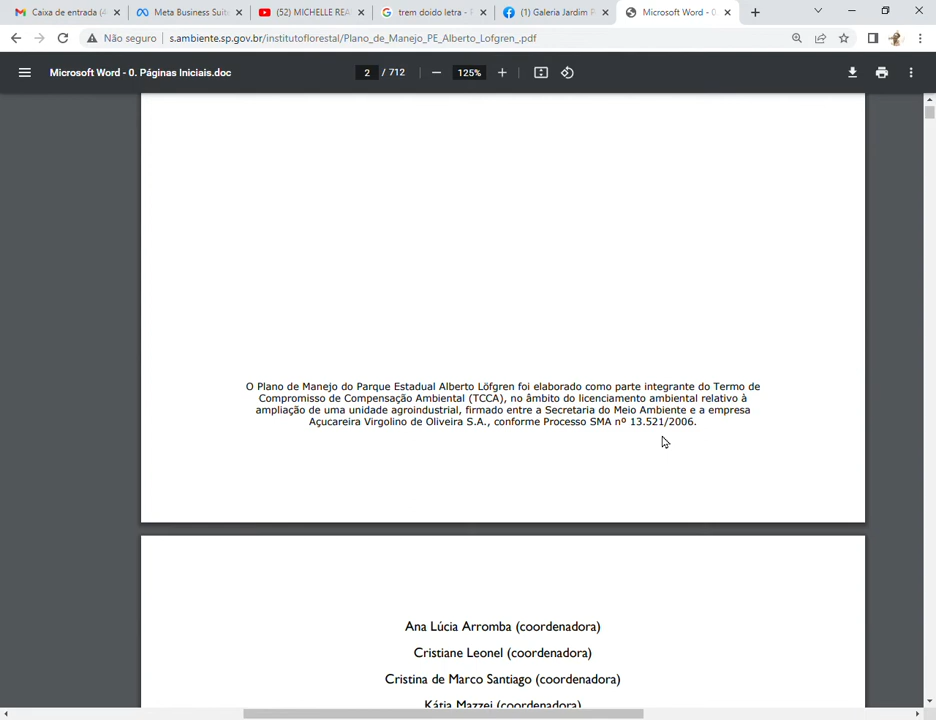 Caixa de entrada (4
Meta Business Suit
(52) MICHELLE REA
trem doido letra - 
(1) Galeria Jardim P
Microsoft Word - 0
Não seguro
s.ambiente.sp.gov.br/institutoflorestal/Plano_de_Manejo_PE_Alberto_Lofgren_.pdf
Microsoft Word - 0. Páginas Iniciais.doc
2 / 712
125%
O Plano de Manejo do Parque Estadual Alberto Löfgren foi elaborado como parte integrante do Termo de
Compromisso de Compensação Ambiental (TCCA), no âmbito do licenciamento ambiental relativo à
ampliação de uma unidade agroindustrial, firmado entre a Secretaria do Meio Ambiente e a empresa
Açucareira Virgolino de Oliveira S.A., conforme Processo SMA nº 13.521/2006.
Ana Lúcia Arromba (coordenadora)
Cristiane Leonel (coordenadora)
Cristina de Marco Santiago (coordenadora)
Kátia Mazzei (coordenadora)